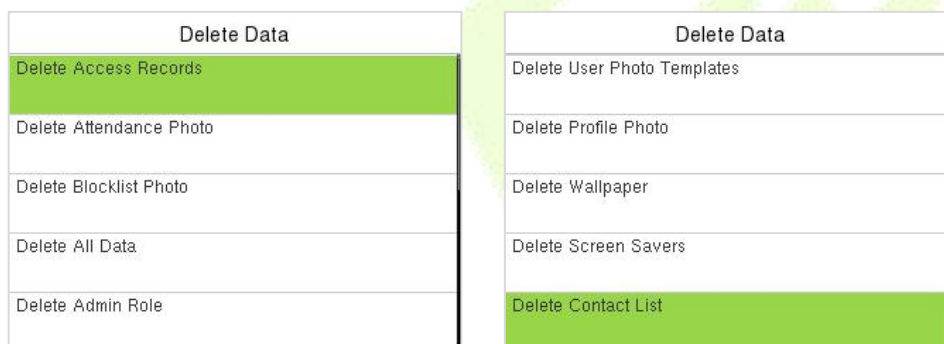 Delete Data
Delete Access Records
Delete Attendance Photo
Delete Blocklist Photo
Delete All Data
Delete Admin Role
Delete Data
Delete User Photo Templates
Delete Profile Photo
Delete Wallpaper
Delete Screen Savers
Delete Contact List